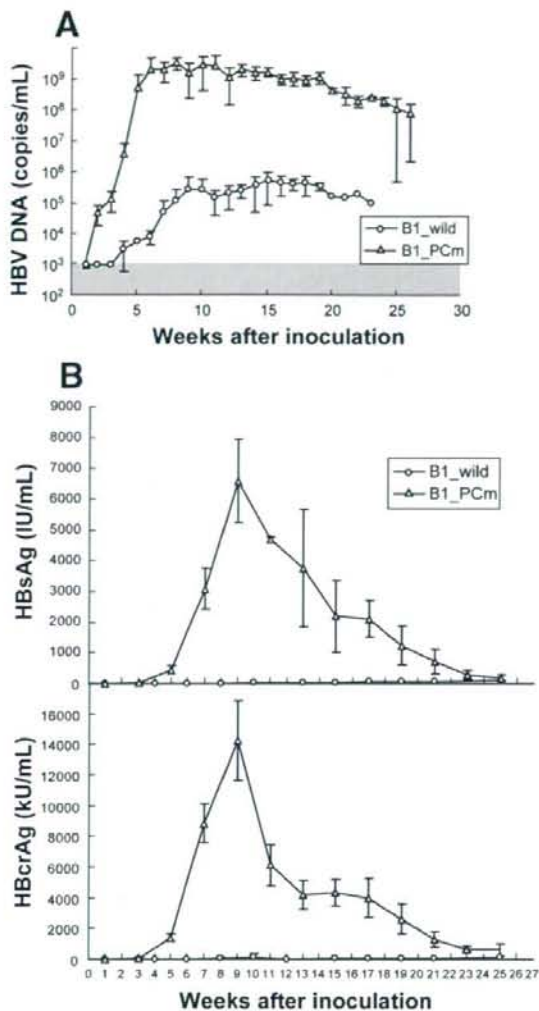 A
HBV DNA (copies/mL)
10⁹
10⁸
10⁷
10⁶
10⁵
10⁴
10³
10²
0 5 10 15 20 25 30
B1_wild
B1_PCm
Weeks after inoculation
B
HBsAg (IU/mL)
9000
8000
7000
6000
5000
4000
3000
2000
1000
0
B1_wild
B1_PCm
HBcrAg (kU/mL)
16000
14000
12000
10000
8000
6000
4000
2000
0
0 1 2 3 4 5 6 7 8 9 10 11 12 13 14 15 16 17 18 19 20 21 22 23 24 25 26 27
Weeks after inoculation